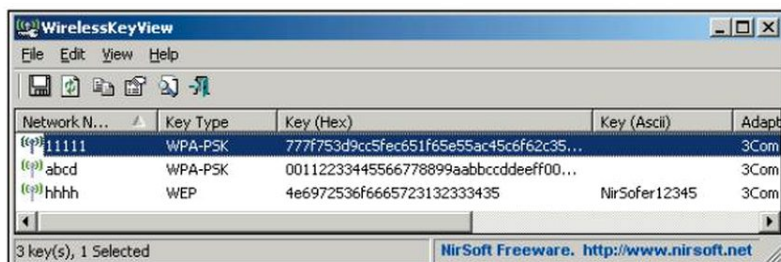 WirelessKeyView
File Edit View Help
Network N... Key Type Key (Hex) Key (Ascii) Adapt
11111 WPA-PSK 777f753d9cc5fec651f65e55ac45c6f62c35... 3Com
abcd WPA-PSK 00112233445566778899aabbccddeeff00... 3Com
hhhh WEP 4e6972536f6665723132333435 NirSofer12345 3Com
3 key(s), 1 Selected NirSoft Freeware. http://www.nirsoft.net